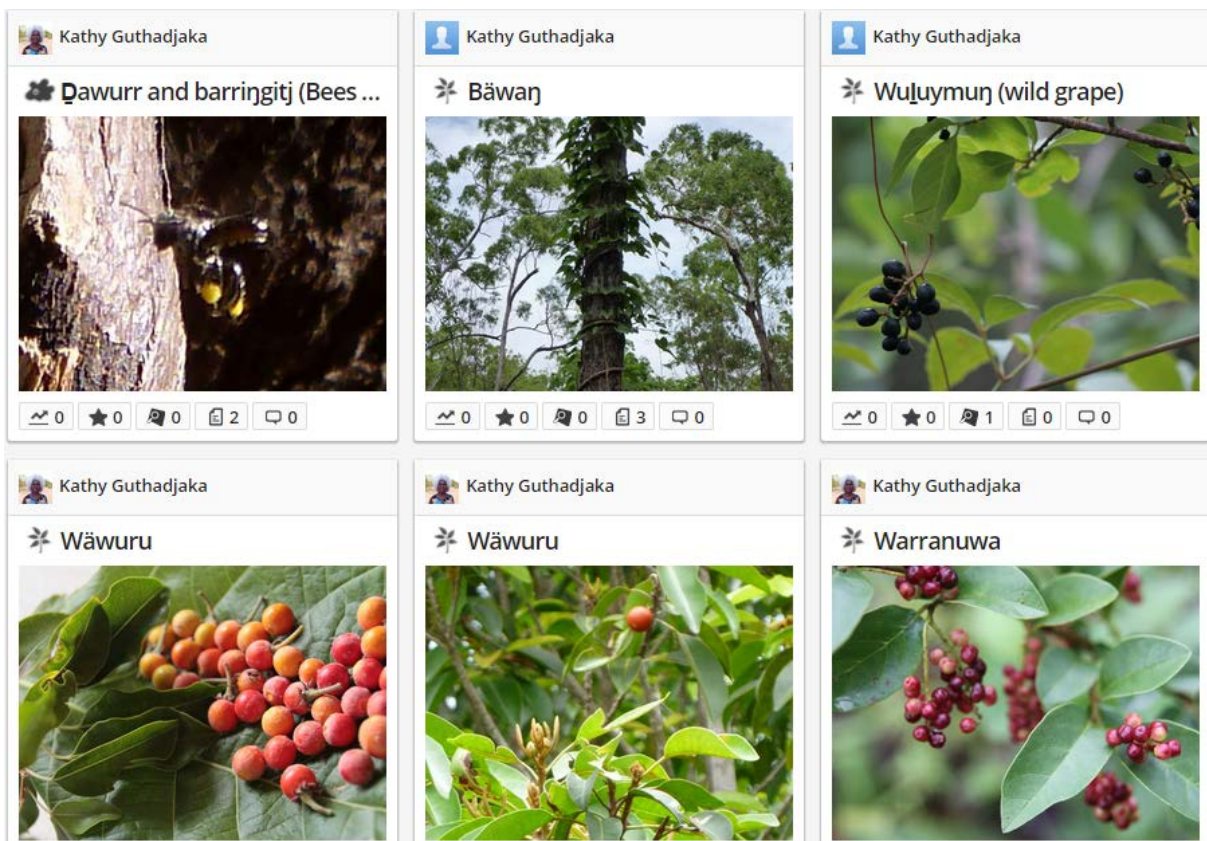 Kathy Guthadjaka
Ḏawurr and barriŋgitj (Bees ...
0 0 0 2 0
Kathy Guthadjaka
Bäwaŋ
0 0 0 3 0
Kathy Guthadjaka
Wuḻuymuŋ (wild grape)
0 0 1 0 0
Kathy Guthadjaka
Wäwuru
Kathy Guthadjaka
Wäwuru
Kathy Guthadjaka
Warranuwa